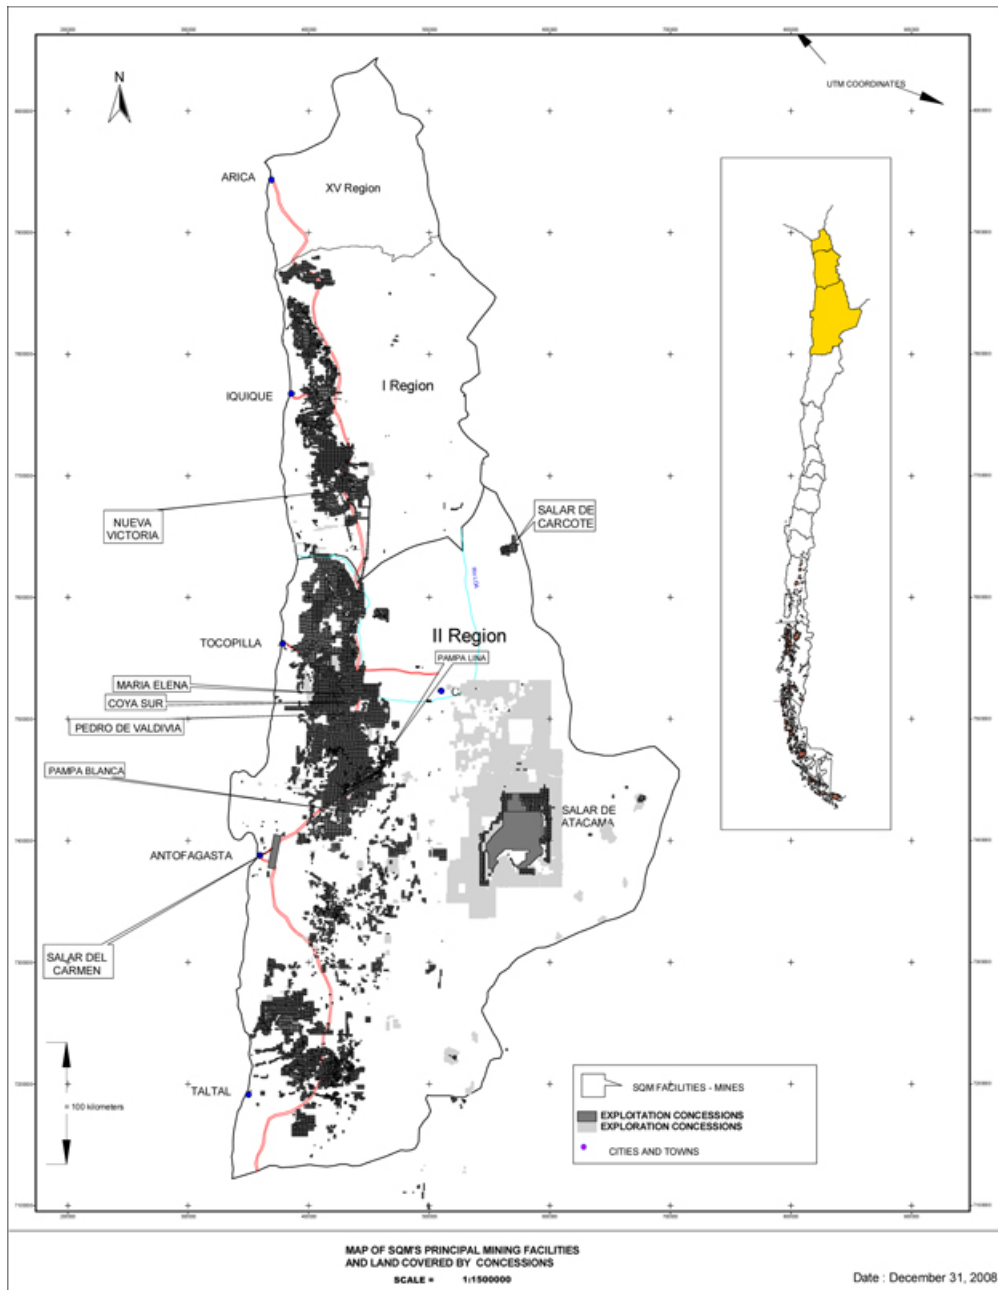 N
UTM COORDINATES
ARICA
XV Region
IQUIQUE
I Region
NUEVA
VICTORIA
SALAR DE
CARCOTE
TOCOPILLA
II Region
PAMPA LINA
MARIA ELENA
COYA SUR
PEDRO DE VALDIVIA
PAMPA BLANCA
SALAR DE
ATACAMA
ANTOFAGASTA
SALAR DEL
CARMEN
TALTAL
= 100 kilometers
SQM FACILITIES - MINES
EXPLOITATION CONCESSIONS
EXPLORATION CONCESSIONS
CITIES AND TOWNS
MAP OF SQM'S PRINCIPAL MINING FACILITIES
AND LAND COVERED BY CONCESSIONS
SCALE = 1:1500000
Date : December 31, 2008